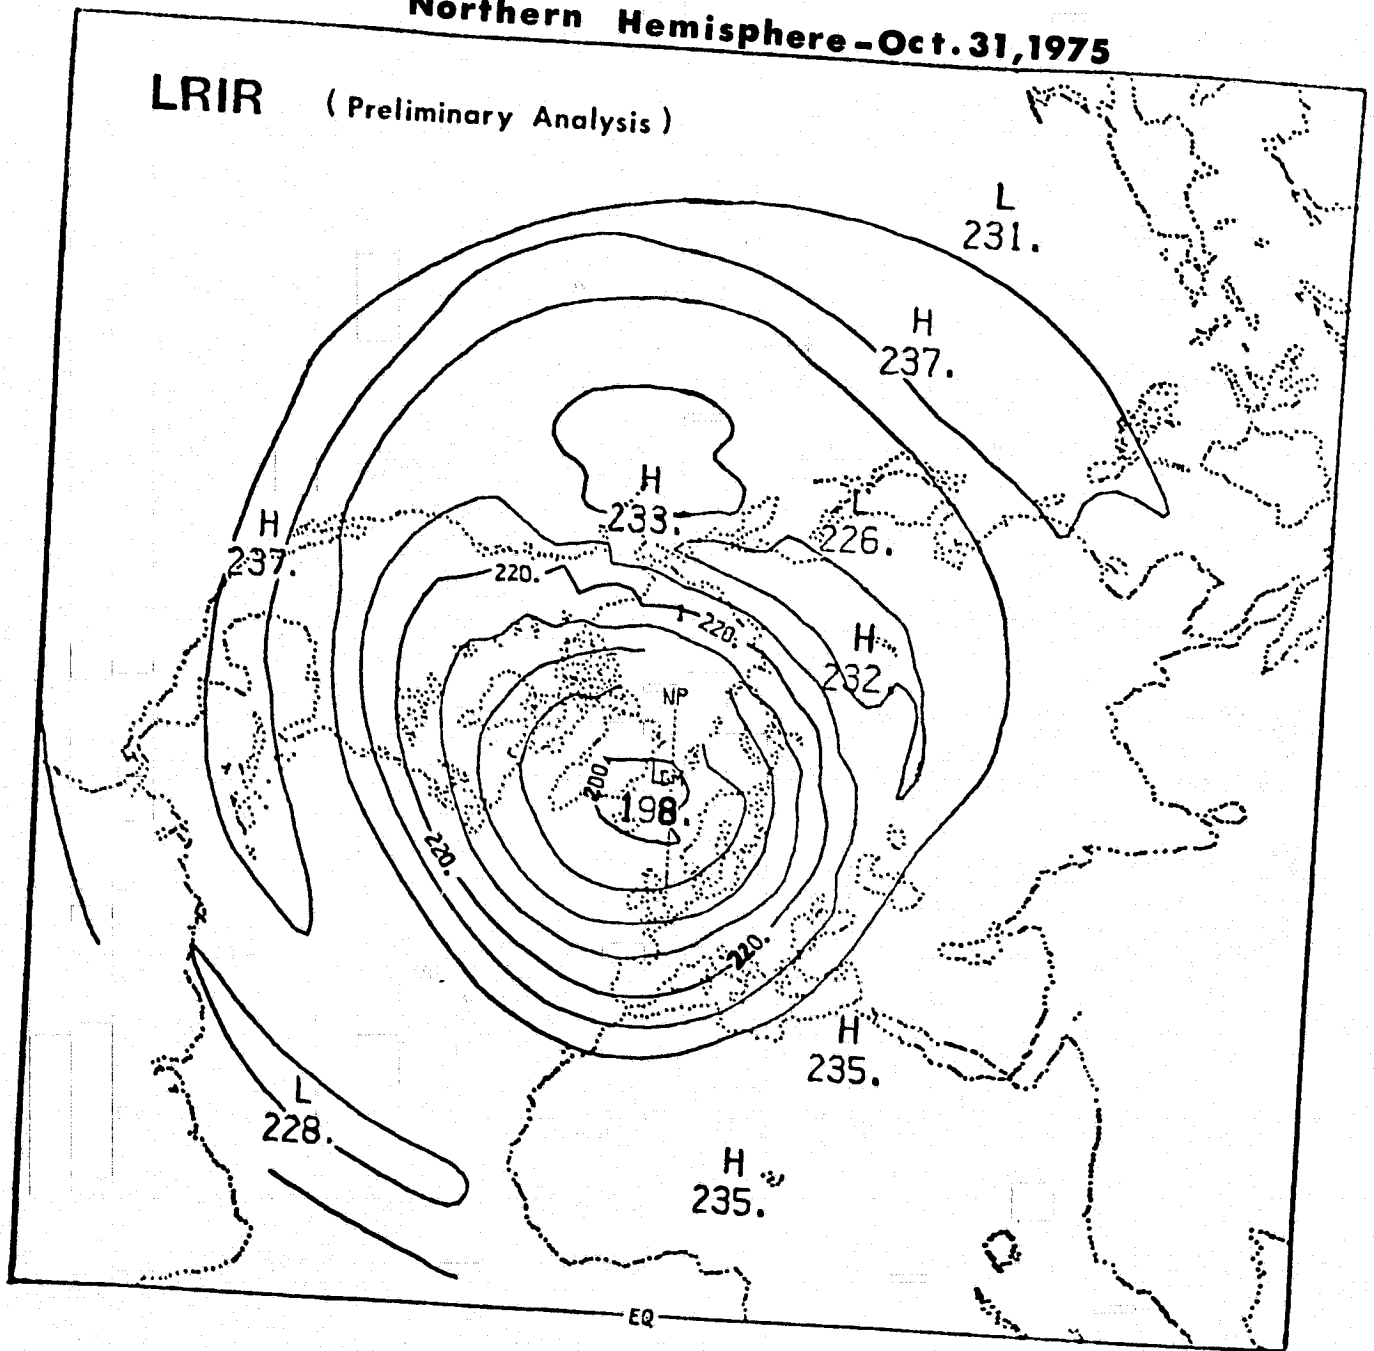 Northern Hemisphere-Oct.31,1975
LRIR (Preliminary Analysis)
L
231.
H
237.
H
233.
L
226.
H
237.
220.
220.
H
232
NP
200
198.
220.
220.
H
235.
L
228.
H
235.
EQ